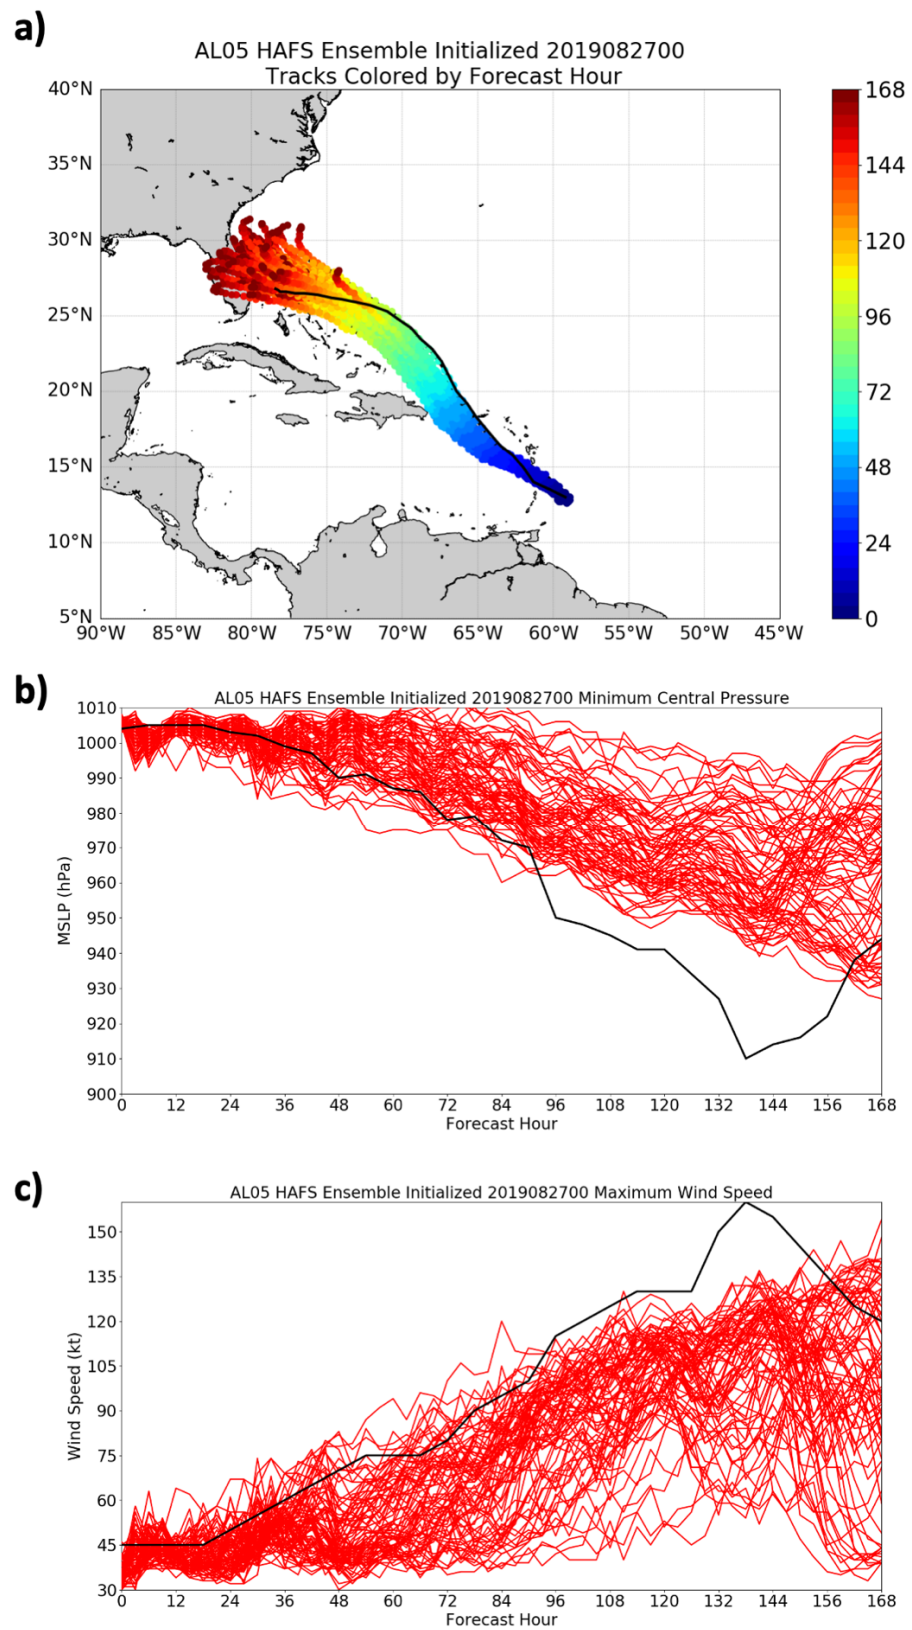 a)
AL05 HAFS Ensemble Initialized 2019082700
Tracks Colored by Forecast Hour
40°N
35°N
30°N
25°N
20°N
15°N
10°N
5°N
90°W 85°W 80°W 75°W 70°W 65°W 60°W 55°W 50°W 45°W
168
144
120
96
72
48
24
0
b)
AL05 HAFS Ensemble Initialized 2019082700 Minimum Central Pressure
MSLP (hPa)
1010
1000
990
980
970
960
950
940
930
920
910
900
0 12 24 36 48 60 72 84 96 108 120 132 144 156 168
Forecast Hour
c)
AL05 HAFS Ensemble Initialized 2019082700 Maximum Wind Speed
Wind Speed (kt)
150
135
120
105
90
75
60
45
30
0 12 24 36 48 60 72 84 96 108 120 132 144 156 168
Forecast Hour